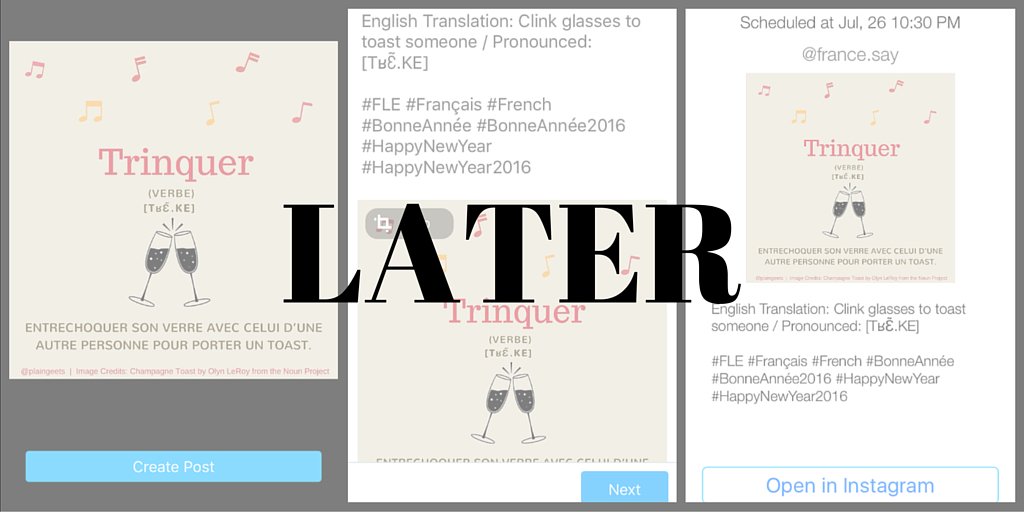 Trinquer
(VERBE)
[TʁƐ̃.KE]
ENTRECHOQUER SON VERRE AVEC CELUI D'UNE
AUTRE PERSONNE POUR PORTER UN TOAST.
@plaingeets | Image Credits: Champagne Toast by Olyn LeRoy from the Noun Project
Create Post
English Translation: Clink glasses to
toast someone / Pronounced:
[TʁƐ̃.KE]
#FLE #Français #French
#BonneAnnée #BonneAnnée2016
#HappyNewYear
#HappyNewYear2016
LATER
Trinquer
(VERBE)
[TʁƐ̃.KE]
ENTRECHOQUER SON VERRE AVEC CELUI D'UNE
Next
Scheduled at Jul, 26 10:30 PM
@france.say
Trinquer
(VERBE)
[TʁƐ̃.KE]
ENTRECHOQUER SON VERRE AVEC CELUI D'UNE
AUTRE PERSONNE POUR PORTER UN TOAST.
@plaingeets | Image Credits: Champagne Toast by Olyn LeRoy from the Noun Project
English Translation: Clink glasses to toast
someone / Pronounced: [TʁƐ̃.KE]
#FLE #Français #French #BonneAnnée
#BonneAnnée2016 #HappyNewYear
#HappyNewYear2016
Open in Instagram